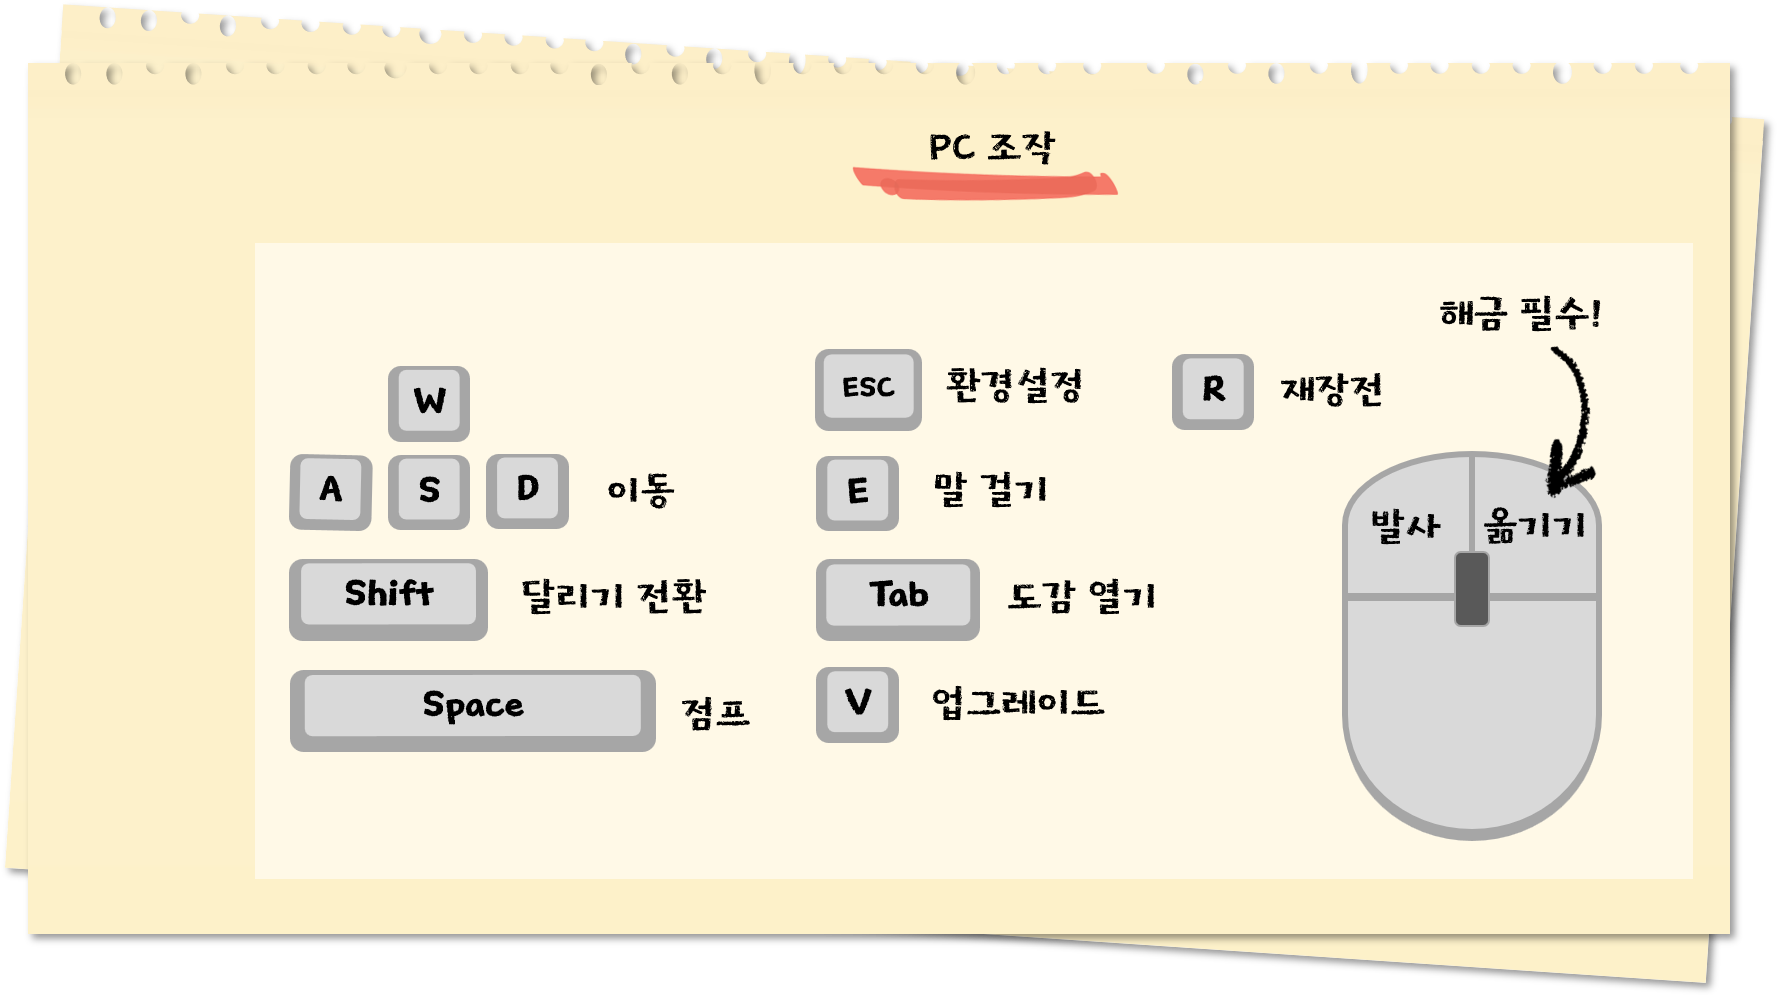 PC 조작
해금 필수!
W
A S D 이동
Shift 달리기 전환
Space 점프
ESC 환경설정
E 말 걸기
Tab 도감 열기
V 업그레이드
R 재장전
발사 옮기기